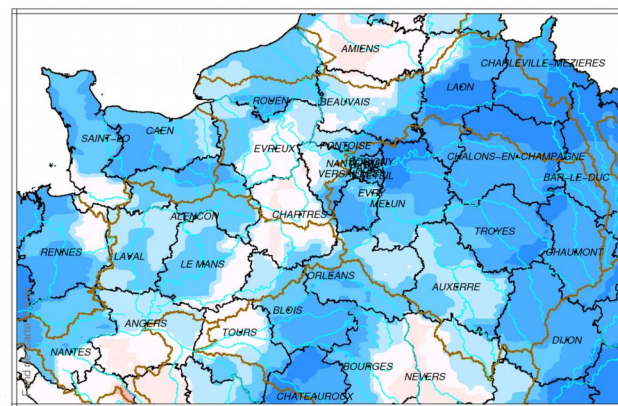 AMIENS
CHARLEVILLE-MEZIERES
LAON
ROUEN
BEAUVAIS
SAINT-LO
CAEN
EVREUX
PONTOISE
CHALONS-EN-CHAMPAGNE
BAR-LE-DUC
EVRY
MELUN
ALENCON
CHARTRES
TROYES
RENNES
LAVAL
LE MANS
CHAUMONT
ORLEANS
AUXERRE
BLOIS
ANGERS
TOURS
DIJON
NANTES
BOURGES
NEVERS
CHATEAUROUX